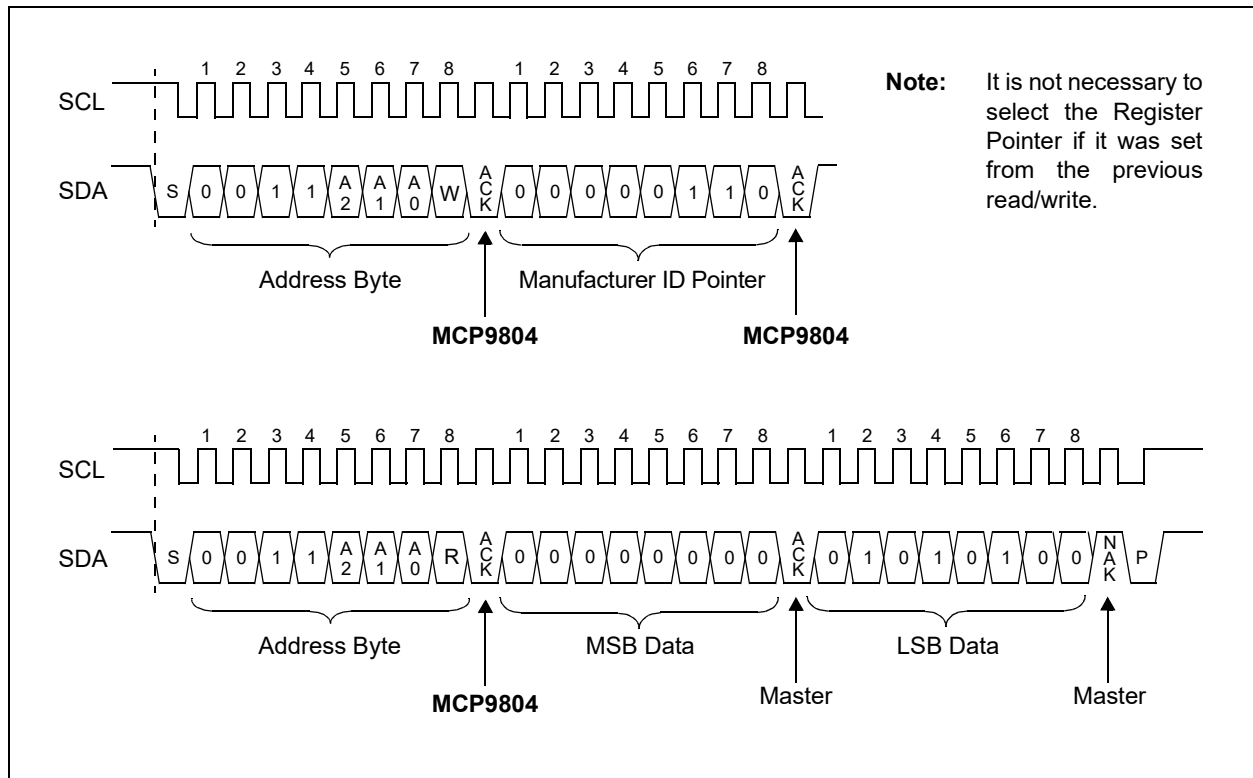 1 2 3 4 5 6 7 8 1 2 3 4 5 6 7 8
SCL
SDA
S 0 0 1 1 A2 A1 A0 W ACK 0 0 0 0 0 1 1 0 ACK
Address Byte Manufacturer ID Pointer
MCP9804 MCP9804
Note: It is not necessary to
select the Register
Pointer if it was set
from the previous
read/write.
1 2 3 4 5 6 7 8 1 2 3 4 5 6 7 8 1 2 3 4 5 6 7 8
SCL
SDA
S 0 0 1 1 A2 A1 A0 R ACK 0 0 0 0 0 0 0 0 ACK 0 1 0 1 0 1 0 0 NAK P
Address Byte MSB Data LSB Data
MCP9804 Master Master